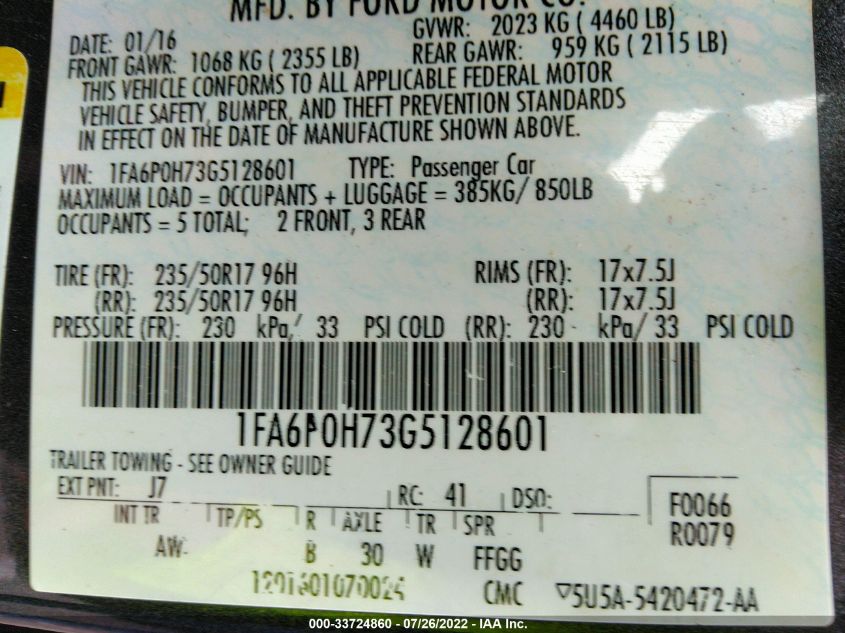 MFD. BY FORD MOTOR CO.
DATE: 01/16 GVWR: 2023 KG ( 4460 LB)
FRONT GAWR: 1068 KG ( 2355 LB) REAR GAWR: 959 KG ( 2115 LB)
THIS VEHICLE CONFORMS TO ALL APPLICABLE FEDERAL MOTOR
VEHICLE SAFETY, BUMPER, AND THEFT PREVENTION STANDARDS
IN EFFECT ON THE DATE OF MANUFACTURE SHOWN ABOVE.
VIN: 1FA6P0H73G5128601 TYPE: Passenger Car
MAXIMUM LOAD = OCCUPANTS + LUGGAGE = 385KG/ 850LB
OCCUPANTS = 5 TOTAL; 2 FRONT, 3 REAR
TIRE (FR): 235/50R17 96H RIMS (FR): 17x7.5J
(RR): 235/50R17 96H (RR): 17x7.5J
PRESSURE (FR): 230 kPa/ 33 PSI COLD (RR): 230 kPa/ 33 PSI COLD
1FA6P0H73G5128601
TRAILER TOWING - SEE OWNER GUIDE
EXT PNT: J7 RC: 41 DSO: F0066
INT TR TP/PS R AXLE TR SPR R0079
AW B 30 W FFGG
CMC 5U5A-5420472-AA
000-33724860 - 07/26/2022 - IAA Inc.